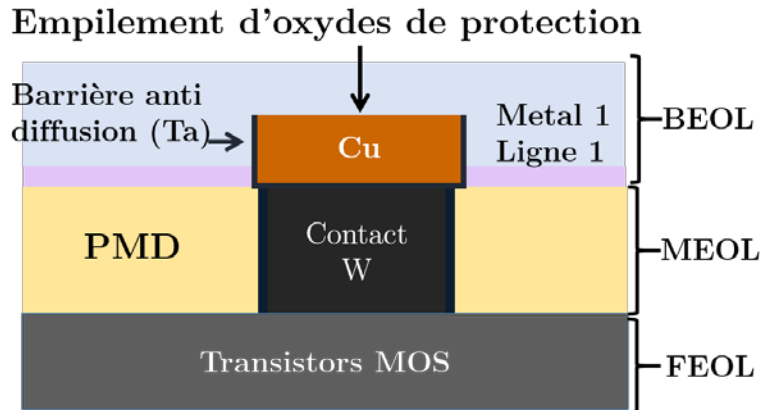 Empilement d'oxydes de protection
Barrière anti
diffusion (Ta)
Cu
Metal 1
Ligne 1
BEOL
PMD
Contact
W
MEOL
Transistors MOS
FEOL